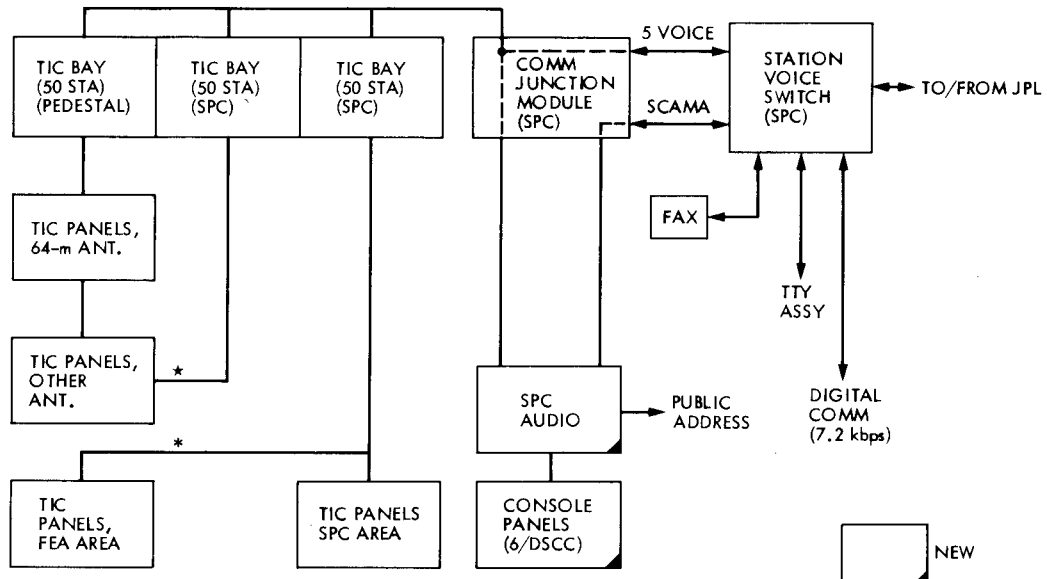 TIC BAY
(50 STA)
(PEDESTAL)
TIC BAY
(50 STA)
(SPC)
TIC BAY
(50 STA)
(SPC)
COMM
JUNCTION
MODULE
(SPC)
5 VOICE
SCAMA
STATION
VOICE
SWITCH
(SPC)
TO/FROM JPL
TIC PANELS,
64-m ANT.
FAX
TTY
ASSY
TIC PANELS,
OTHER
ANT.
★
SPC
AUDIO
PUBLIC
ADDRESS
DIGITAL
COMM
(7.2 kbps)
*
TIC
PANELS,
FEA AREA
TIC PANELS
SPC AREA
CONSOLE
PANELS
(6/DSCC)
NEW